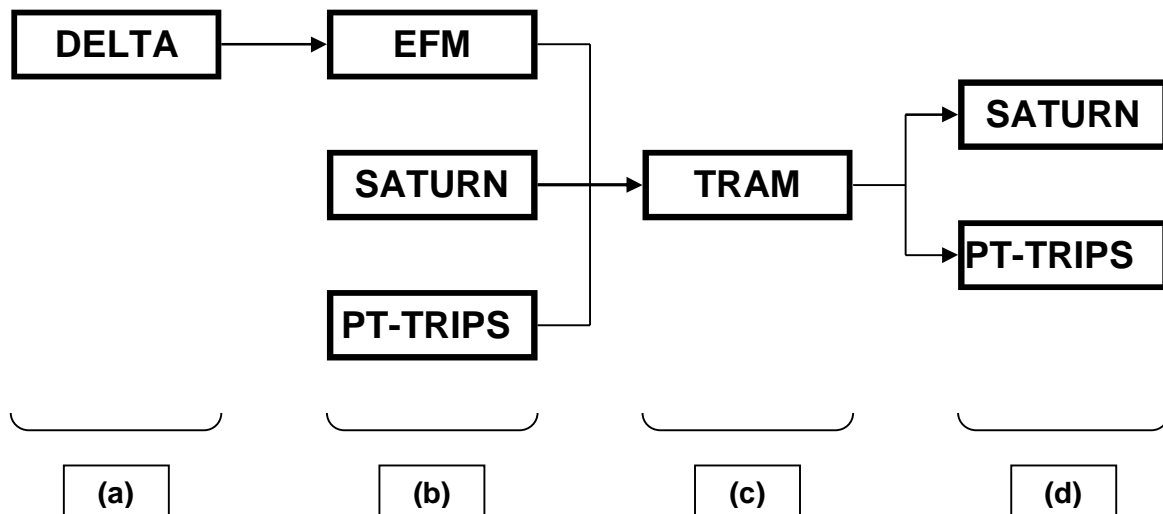 DELTA
EFM
SATURN
SATURN
TRAM
PT-TRIPS
PT-TRIPS
(a)
(b)
(c)
(d)